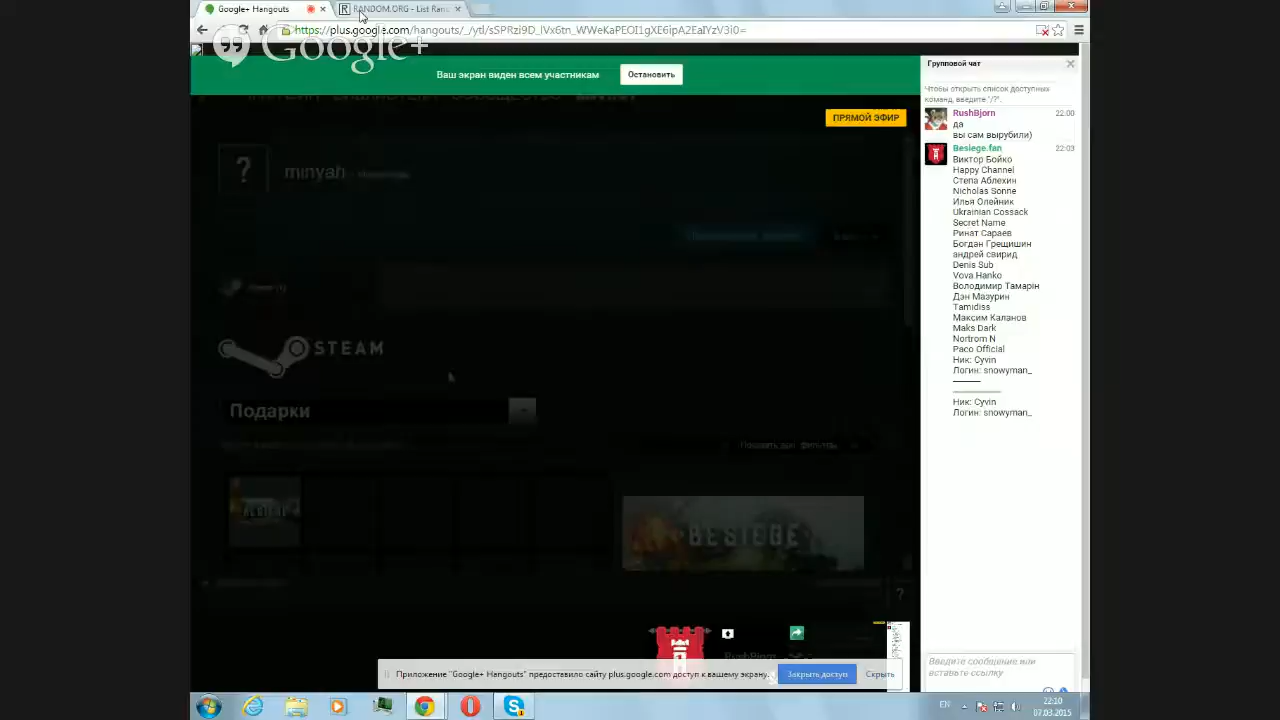 Google+ Hangouts
RANDOM.ORG - List Ran
https://plus.google.com/hangouts/_/ytl/
Google+
Ваш экран виден всем участникам
Остановить
ПРЯМОЙ ЭФИР
?
minyah
STEAM
Подарки
BESIEGE
BESIEGE
?
RushBjorn
Приложение "Google+ Hangouts" предоставило сайту plus.google.com доступ к вашему экрану.
Закрыть доступ
Скрыть
Групповой чат
Чтобы открыть список доступных
команд, введите "/?".
RushBjorn 22:00
да
вы сам вырубили)
Besiege.fan 22:03
Виктор Бойко
Happy Channel
Степа Аблехин
Nicholas Sonne
Илья Олейник
Ukrainian Cossack
Secret Name
Ринат Сараев
Богдан Грещишин
андрей свирид
Denis Sub
Vova Hanko
Володимир Тамарін
Дэн Мазурин
Tamidiss
Максим Каланов
Maks Dark
Nortrom N
Paco Official
Ник: Cyvin
Логин: snowyman_
Ник: Cyvin
Логин: snowyman_
Введите сообщение или
вставьте ссылку
EN
22:10
07.03.2015